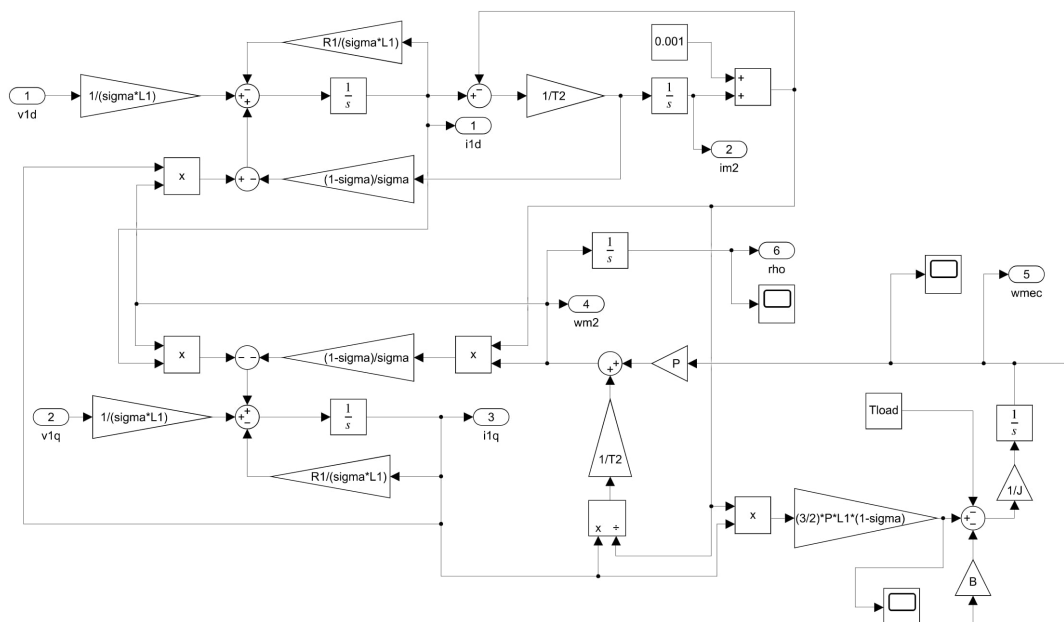 R1/(sigma*L1)
0.001
+
+
1
v1d
1/(sigma*L1)
−
+
1
s
+
−
1/T2
1
s
1
i1d
2
im2
x
+
−
(1-sigma)/sigma
1
s
6
rho
5
wmec
4
wm2
x
−
−
(1-sigma)/sigma
x
+
+
P
2
v1q
1/(sigma*L1)
+
+
−
1
s
3
i1q
1/T2
Tload
1
s
R1/(sigma*L1)
1/J
x ÷
x
(3/2)*P*L1*(1-sigma)
+
−
−
B